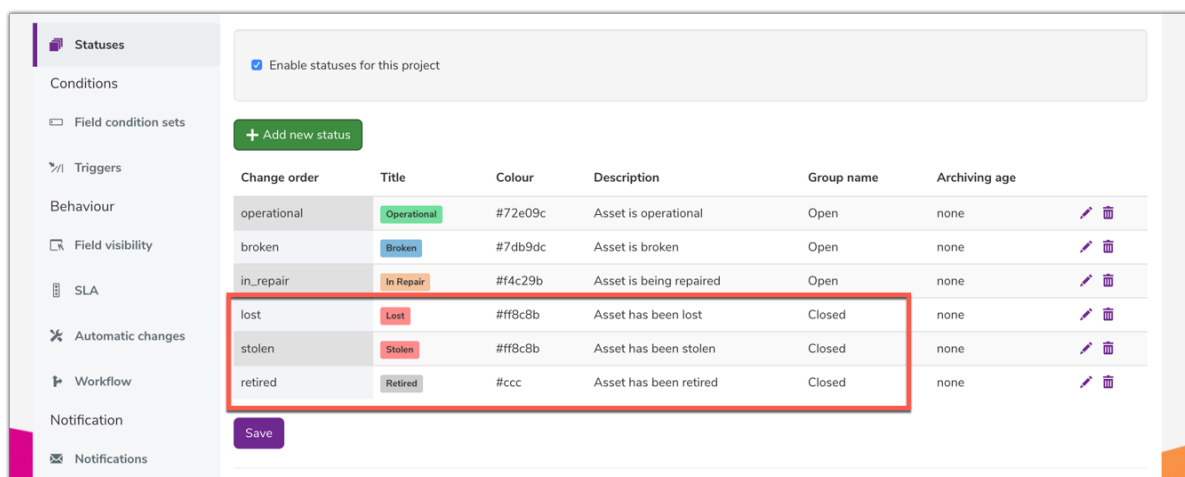 Statuses
Conditions
Field condition sets
Triggers
Behaviour
Field visibility
SLA
Automatic changes
Workflow
Notification
Notifications
Enable statuses for this project
Add new status
Change order Title Colour Description Group name Archiving age
operational Operational #72e09c Asset is operational Open none
broken Broken #7db9dc Asset is broken Open none
in_repair In Repair #f4c29b Asset is being repaired Open none
lost Lost #ff8c8b Asset has been lost Closed none
stolen Stolen #ff8c8b Asset has been stolen Closed none
retired Retired #ccc Asset has been retired Closed none
Save